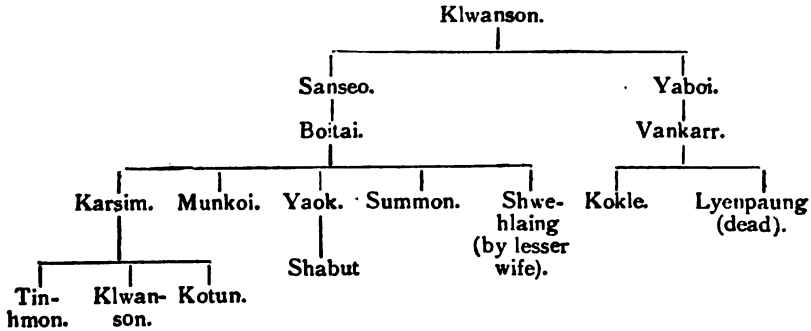 Klwanson.
Sanseo. Yaboi.
Boitai. Vankarr.
Karsim. Munkoi. Yaok. Summon. Shwe- Kokle. Lyenpaung
hlaing (dead).
(by lesser
Shabut wife).
Tin- Klwan- Kotun.
hmon. son.